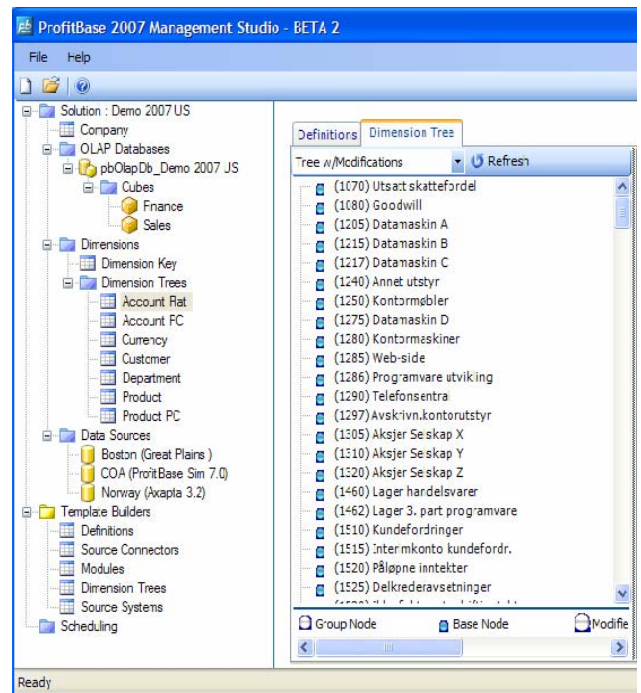 ProfitBase 2007 Management Studio - BETA 2
File Help
Solution : Demo 2007 US
Company
OLAP Databases
pbOlapDb_Demo 2007 US
Cubes
Finance
Sales
Dimensions
Dimension Key
Dimension Trees
Account Flat
Account FC
Currency
Customer
Department
Product
Product PC
Data Sources
Boston (Great Plains )
COA (ProfitBase Sim 7.0)
Norway (Axapta 3.2)
Template Builders
Definitions
Source Connectors
Modules
Dimension Trees
Source Systems
Scheduling
Definitions Dimension Tree
Tree w/Modifications Refresh
(1070) Utsatt skattefordel
(1080) Goodwill
(1205) Datamaskin A
(1215) Datamaskin B
(1217) Datamaskin C
(1240) Annet utstyr
(1250) Kontormøbler
(1275) Datamaskin D
(1280) Kontormaskiner
(1285) Web-side
(1286) Programvare utvikling
(1290) Telefonsentral
(1297) Avskrivn.kontorutstyr
(1305) Aksjer Selskap X
(1310) Aksjer Selskap Y
(1320) Aksjer Selskap Z
(1460) Lager handelsvarer
(1462) Lager 3. part programvare
(1510) Kundefordringer
(1515) Interimkonto kundefordr.
(1520) Påløpne inntekter
(1525) Delkrederavsetninger
Group Node Base Node Modifie
Ready